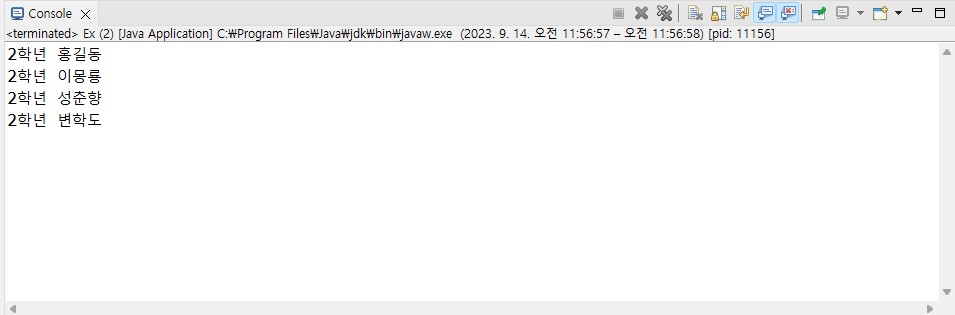 Console
<terminated> Ex (2) [Java Application] C:₩Program Files₩Java₩jdk₩bin₩javaw.exe (2023. 9. 14. 오전 11:56:57 – 오전 11:56:58) [pid: 11156]
2학년 홍길동
2학년 이몽룡
2학년 성춘향
2학년 변학도